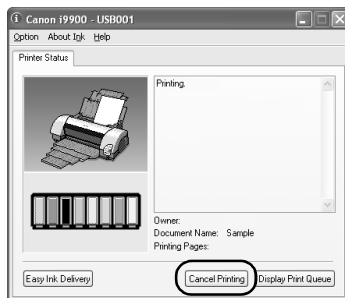 Canon i9900 - USB001
Option About Ink Help
Printer Status
Printing.
Owner:
Document Name: Sample
Printing Pages:
Easy Ink Delivery Cancel Printing Display Print Queue